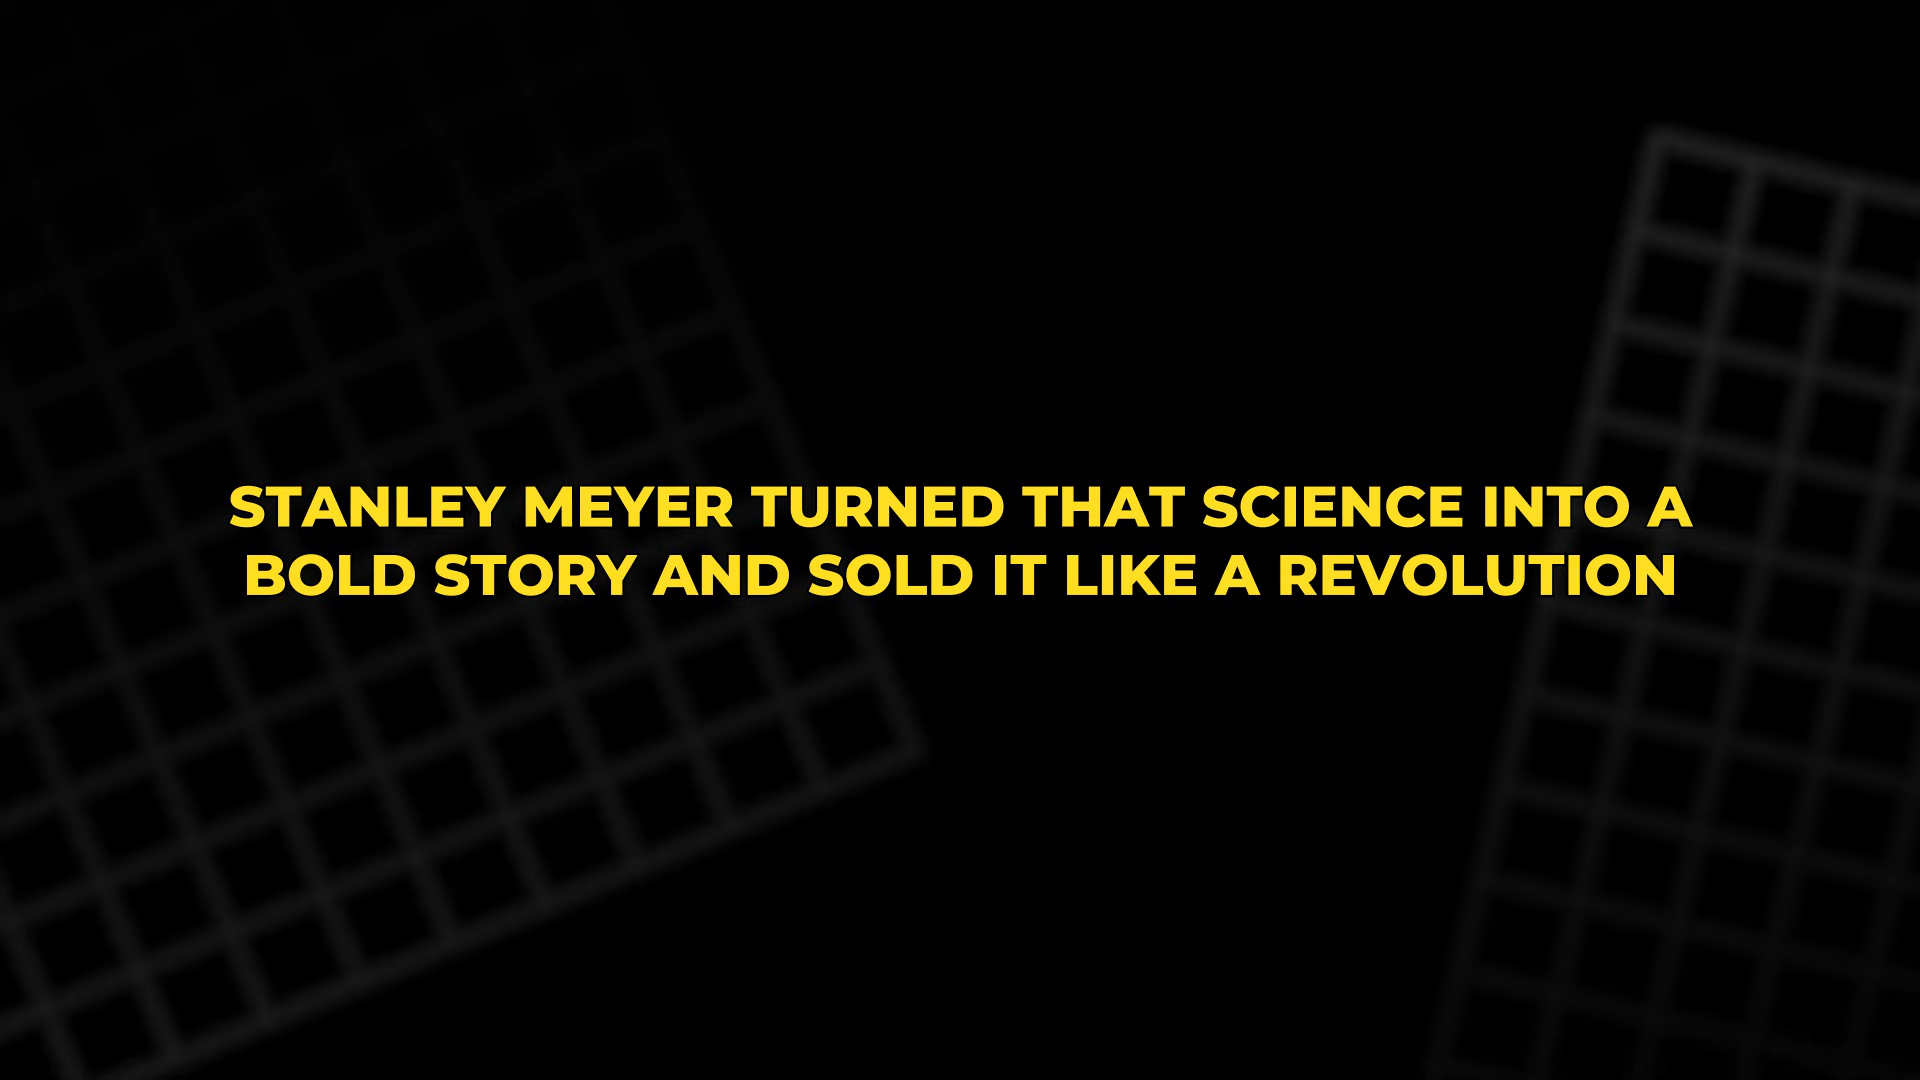 STANLEY MEYER TURNED THAT SCIENCE INTO A
BOLD STORY AND SOLD IT LIKE A REVOLUTION